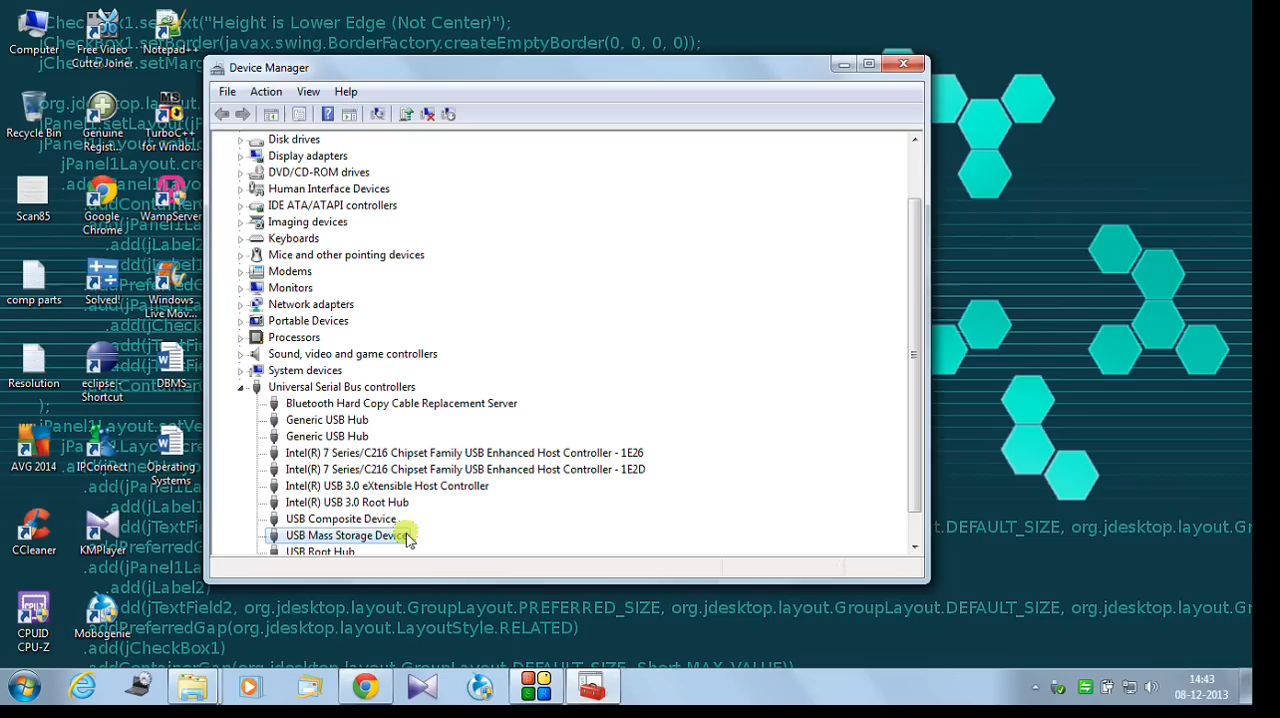 jCheckBox1.setText("Height is Lower Edge (Not Center)");
jCheckBox1.setBorder(javax.swing.BorderFactory.createEmptyBorder(0, 0, 0, 0));
Computer
Free Video Cutter Joiner
Notepad++
Recycle Bin
Genuine Regist...
TurboC++ for Windo...
Scan85
Google Chrome
WampServer
comp parts
Solved!
Windows Live Mov...
Resolution
eclipse - Shortcut
DBMS
AVG 2014
IPConnect
Operating Systems
CCleaner
KMPlayer
CPUID CPU-Z
Mobogenie
Device Manager
File
Action
View
Help
Disk drives
Display adapters
DVD/CD-ROM drives
Human Interface Devices
IDE ATA/ATAPI controllers
Imaging devices
Keyboards
Mice and other pointing devices
Modems
Monitors
Network adapters
Portable Devices
Processors
Sound, video and game controllers
System devices
Universal Serial Bus controllers
Bluetooth Hard Copy Cable Replacement Server
Generic USB Hub
Generic USB Hub
Intel(R) 7 Series/C216 Chipset Family USB Enhanced Host Controller - 1E26
Intel(R) 7 Series/C216 Chipset Family USB Enhanced Host Controller - 1E2D
Intel(R) USB 3.0 eXtensible Host Controller
Intel(R) USB 3.0 Root Hub
USB Composite Device
USB Mass Storage Device
USB Root Hub
.add(jLabel2)
.add(jTextField2, org.jdesktop.layout.GroupLayout.PREFERRED_SIZE, org.jdesktop.layout.GroupLayout.DEFAULT_SIZE, org.jdesktop.layout.Gro
.addPreferredGap(org.jdesktop.layout.LayoutStyle.RELATED)
.add(jCheckBox1)
.addContainerGap(org.jdesktop.layout.GroupLayout.DEFAULT_SIZE, Short.MAX_VALUE))
14:43
08-12-2013